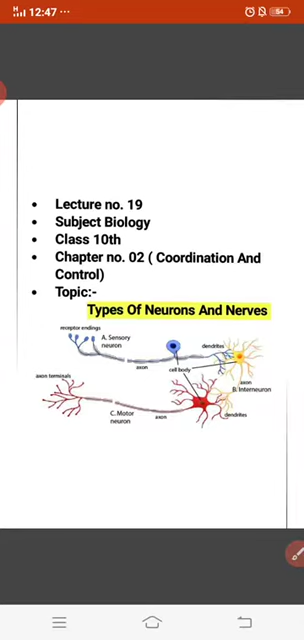 H
12:47 ...
54
• Lecture no. 19
• Subject Biology
• Class 10th
• Chapter no. 02 ( Coordination And
Control)
• Topic:-
Types Of Neurons And Nerves
receptor endings
A. Sensory
neuron
axon
cell body
dendrites
axon
B. Interneuron
axon terminals
C. Motor
neuron
axon
dendrites